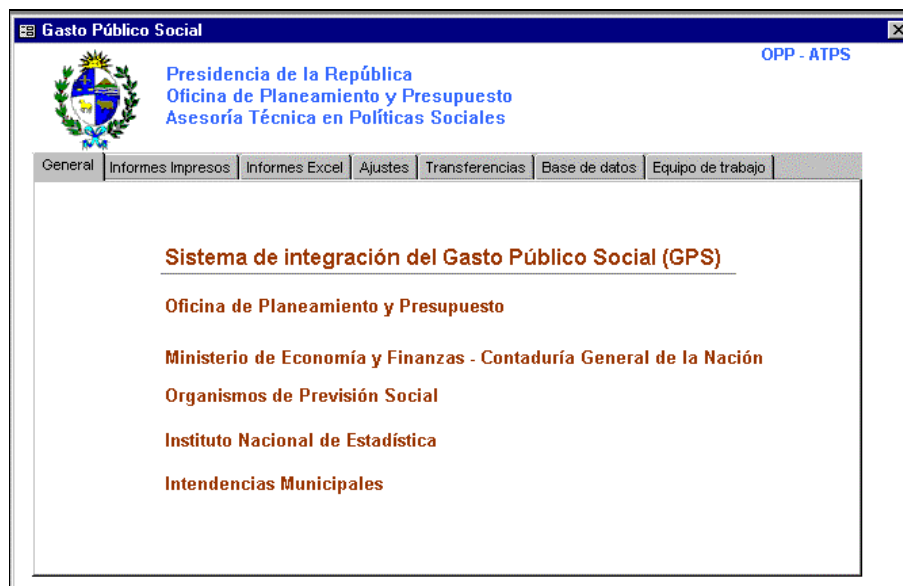 Gasto Público Social
OPP - ATPS
Presidencia de la República
Oficina de Planeamiento y Presupuesto
Asesoría Técnica en Políticas Sociales
General Informes Impresos Informes Excel Ajustes Transferencias Base de datos Equipo de trabajo
Sistema de integración del Gasto Público Social (GPS)
Oficina de Planeamiento y Presupuesto
Ministerio de Economía y Finanzas - Contaduría General de la Nación
Organismos de Previsión Social
Instituto Nacional de Estadística
Intendencias Municipales